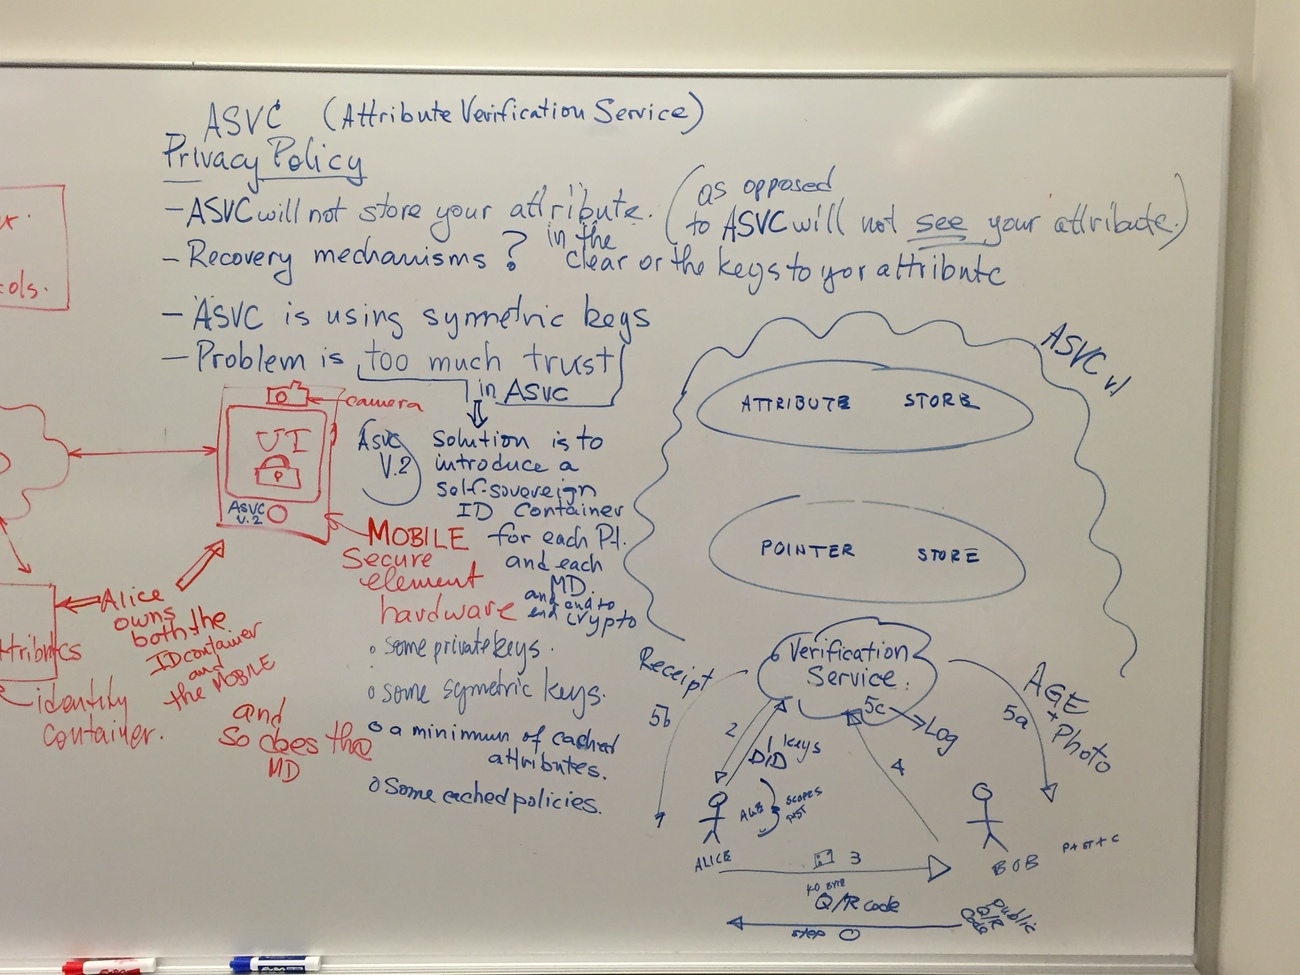 ASVC (Attribute Verification Service)
Privacy Policy
- ASVC will not store your attribute. (as opposed
to ASVC will not see your attribute.)
in the
clear or the keys to yor attribute
- Recovery mechanisms ?
- ASVC is using symetric keys
- Problem is too much trust
in ASVC
Solution is to
introduce a
self-sovereign
ID Container
for each P.I.
and each
MD.
and end to
end crypto
ASVC
V.2
camera
UI
ASVC
V.2
MOBILE
Secure
element
hardware
o some private keys.
o some symetric keys.
o a minimum of cached
attributes.
o Some cached policies.
ols.
Alice
owns
both the
ID container
and
the MOBILE
and
so does the
MD
ttributes
identity
container.
ASVC v1
ATTRIBUTE STORE
POINTER STORE
Verification
Service.
Receipt
5b
2
1 keys
DID
5c
Log
4
AGE
5a
+ Photo
SCOPES
ALICE
BOB
3
40 BYTE
Q/R code
Public
Q/R
Code
step 0